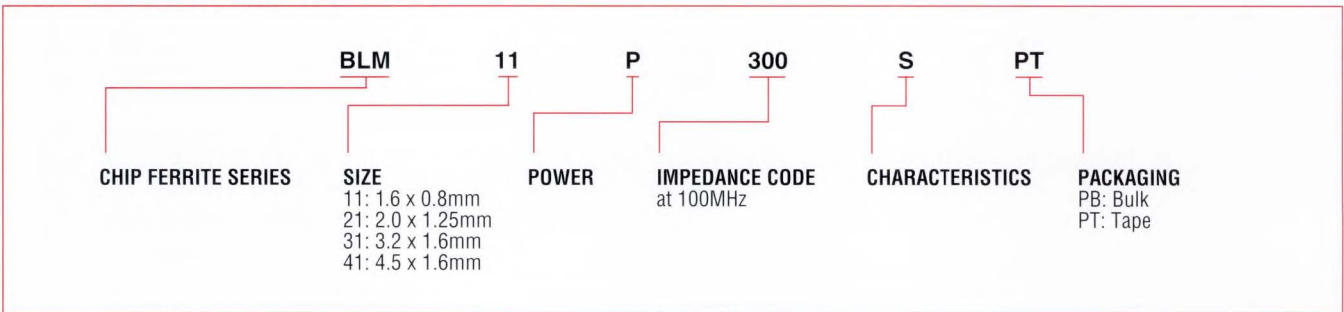 BLM 11 P 300 S PT
CHIP FERRITE SERIES
SIZE
11: 1.6 x 0.8mm
21: 2.0 x 1.25mm
31: 3.2 x 1.6mm
41: 4.5 x 1.6mm
POWER
IMPEDANCE CODE
at 100MHz
CHARACTERISTICS
PACKAGING
PB: Bulk
PT: Tape